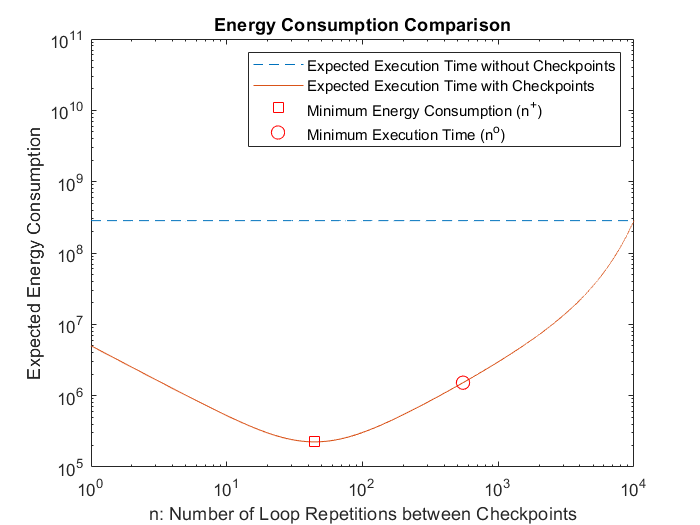 Energy Consumption Comparison
10^11
10^10
10^9
10^8
10^7
10^6
10^5
Expected Energy Consumption
Expected Execution Time without Checkpoints
Expected Execution Time with Checkpoints
Minimum Energy Consumption (n^+)
Minimum Execution Time (n^o)
10^0 10^1 10^2 10^3 10^4
n: Number of Loop Repetitions between Checkpoints